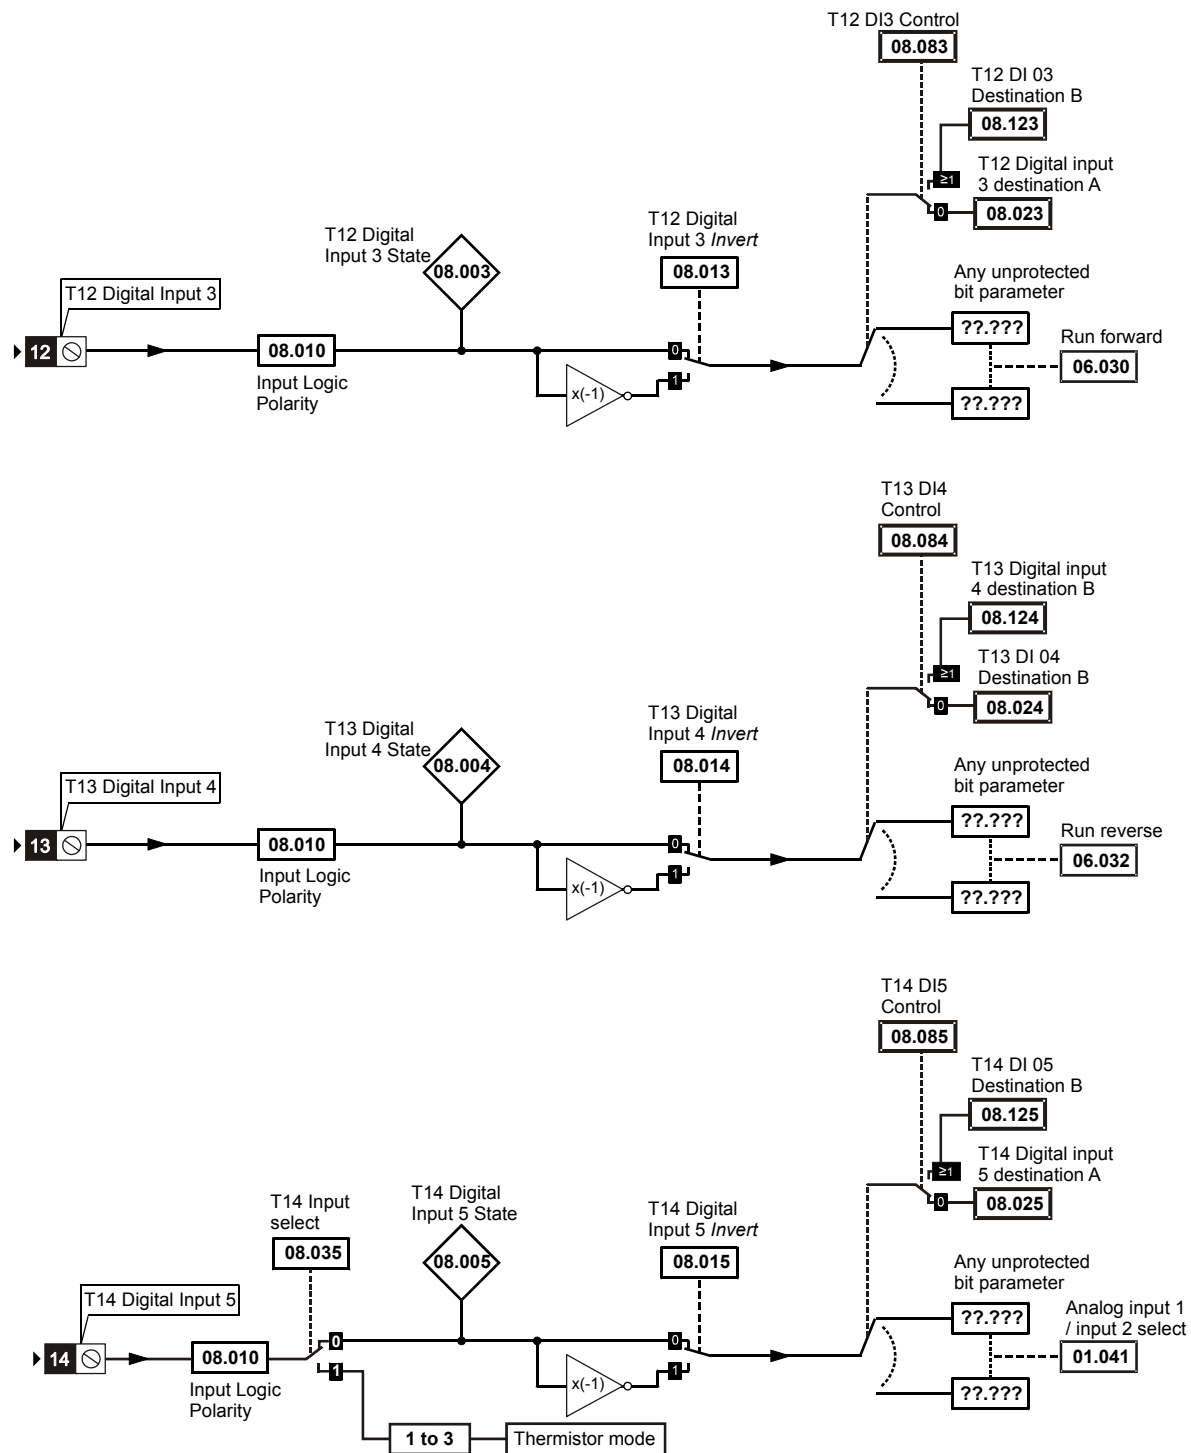 T12 DI3 Control
08.083
T12 DI 03
Destination B
08.123
≥1
T12 Digital input
3 destination A
0
08.023
T12 Digital
Input 3 State
08.003
T12 Digital
Input 3 Invert
08.013
Any unprotected
bit parameter
??.???
Run forward
06.030
??.???
T12 Digital Input 3
12
08.010
Input Logic
Polarity
x(-1)
0
1
T13 DI4
Control
08.084
T13 Digital input
4 destination B
08.124
≥1
T13 DI 04
Destination B
0
08.024
T13 Digital
Input 4 State
08.004
T13 Digital
Input 4 Invert
08.014
Any unprotected
bit parameter
??.???
Run reverse
06.032
??.???
T13 Digital Input 4
13
08.010
Input Logic
Polarity
x(-1)
0
1
T14 DI5
Control
08.085
T14 DI 05
Destination B
08.125
≥1
T14 Digital input
5 destination A
0
08.025
T14 Input
select
08.035
T14 Digital
Input 5 State
08.005
T14 Digital
Input 5 Invert
08.015
Any unprotected
bit parameter
??.???
Analog input 1
/ input 2 select
01.041
??.???
T14 Digital Input 5
14
08.010
Input Logic
Polarity
0
1
x(-1)
0
1
1 to 3
Thermistor mode